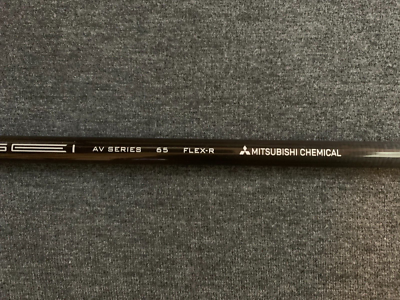 AV SERIES 65 FLEX-R MITSUBISHI CHEMICAL